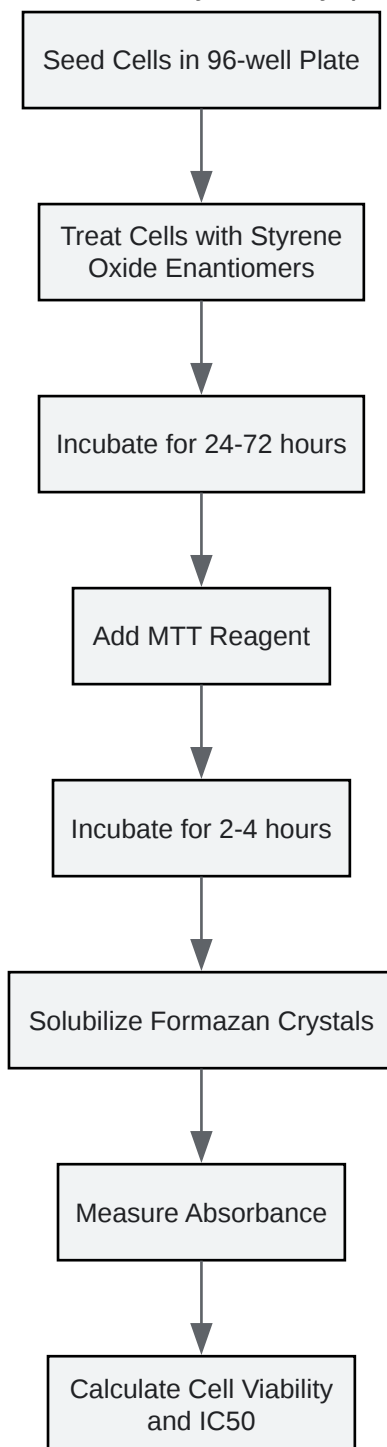 Seed Cells in 96-well Plate
Treat Cells with Styrene
Oxide Enantiomers
Incubate for 24-72 hours
Add MTT Reagent
Incubate for 2-4 hours
Solubilize Formazan Crystals
Measure Absorbance
Calculate Cell Viability
and IC50